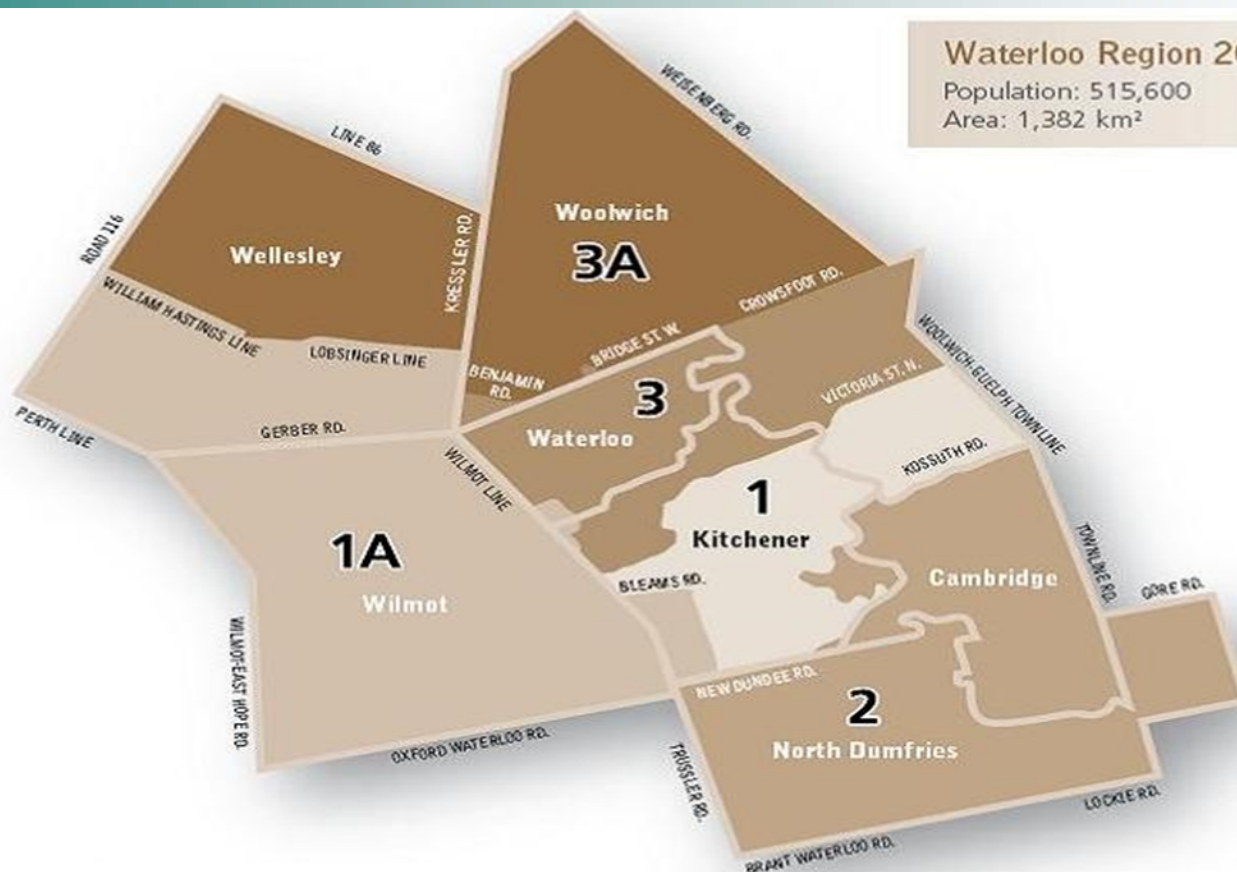 Waterloo Region 20
Population: 515,600
Area: 1,382 km²
WEISENBERG RD.
LINE 86
ROAD 116
Woolwich
3A
Wellesley
KRESSLER RD.
CROWSFOOT RD.
WILLIAM HASTINGS LINE
LOBSINGER LINE
BRIDGE ST W.
BENJAMIN
RD.
WOOLWICH-GUELPH TOWNLINE
VICTORIA ST. N.
3
Waterloo
PERTH LINE
GERBER RD.
WILMOT LINE
KOSSUTH RD.
1
Kitchener
1A
Wilmot
BLEAMS RD.
Cambridge
TOWNLINE RD.
GORE RD.
WILMOT-EAST HOPE RD.
NEW DUNDEE RD.
2
North Dumfries
OXFORD WATERLOO RD.
TRUSSLER RD.
LOCKIE RD.
BRANT WATERLOO RD.